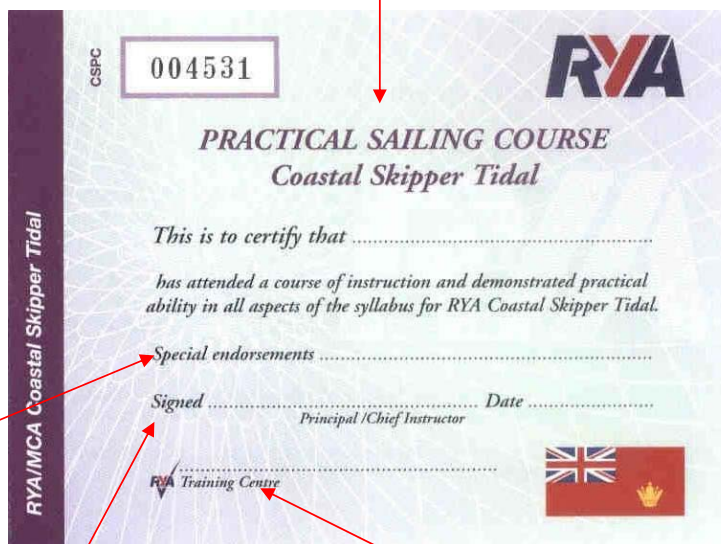 CSPC
004531
RYA
PRACTICAL SAILING COURSE
Coastal Skipper Tidal
This is to certify that
has attended a course of instruction and demonstrated practical
ability in all aspects of the syllabus for RYA Coastal Skipper Tidal.
Special endorsements
Signed Date
Principal /Chief Instructor
RYA Training Centre
RYA/MCA Coastal Skipper Tidal